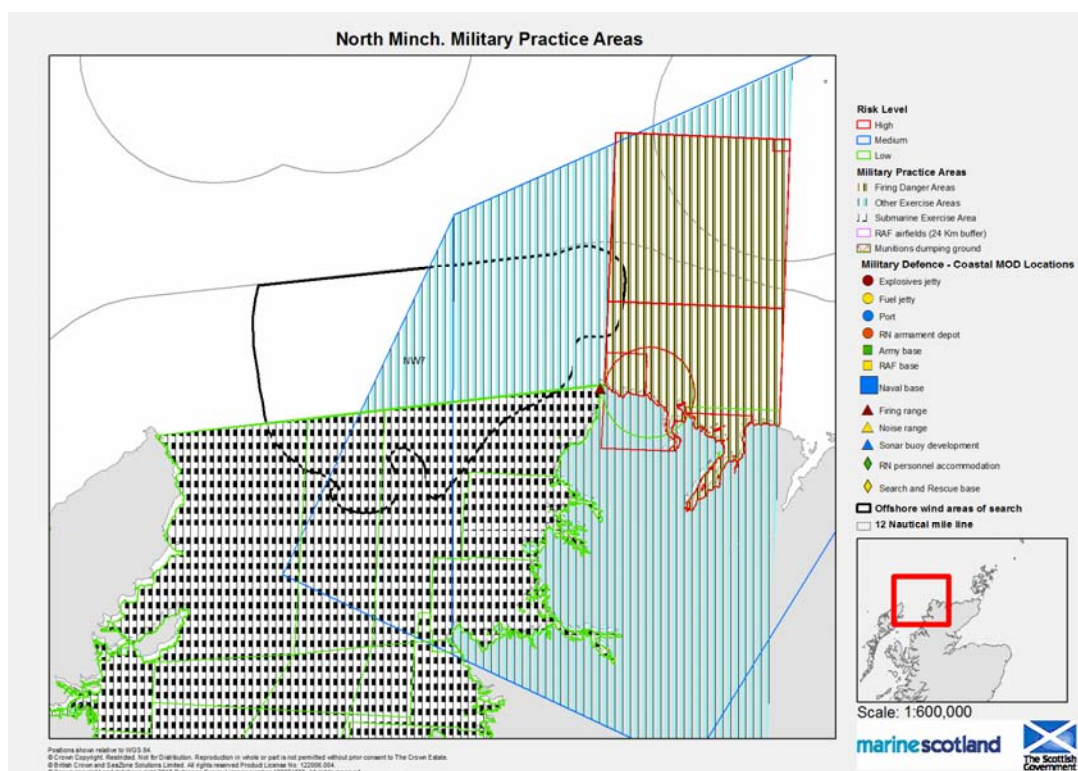 North Minch. Military Practice Areas
NW7
Risk Level
High
Medium
Low
Military Practice Areas
Firing Danger Areas
Other Exercise Areas
Submarine Exercise Area
RAF airfields (24 Km buffer)
Munitions dumping ground
Military Defence - Coastal MOD Locations
Explosives jetty
Fuel jetty
Port
RN armament depot
Army base
RAF base
Naval base
Firing range
Noise range
Sonar buoy development
RN personnel accommodation
Search and Rescue base
Offshore wind areas of search
12 Nautical mile line
Scale: 1:600,000
marinescotland
The Scottish
Government
Positions shown relative to WGS 84.
© Crown Copyright. Restricted. Not for Distribution. Reproduction in whole or part is not permitted without prior consent to The Crown Estate.
© British Crown and SeaZone Solutions Limited. All rights reserved Product License No. 122006.004.